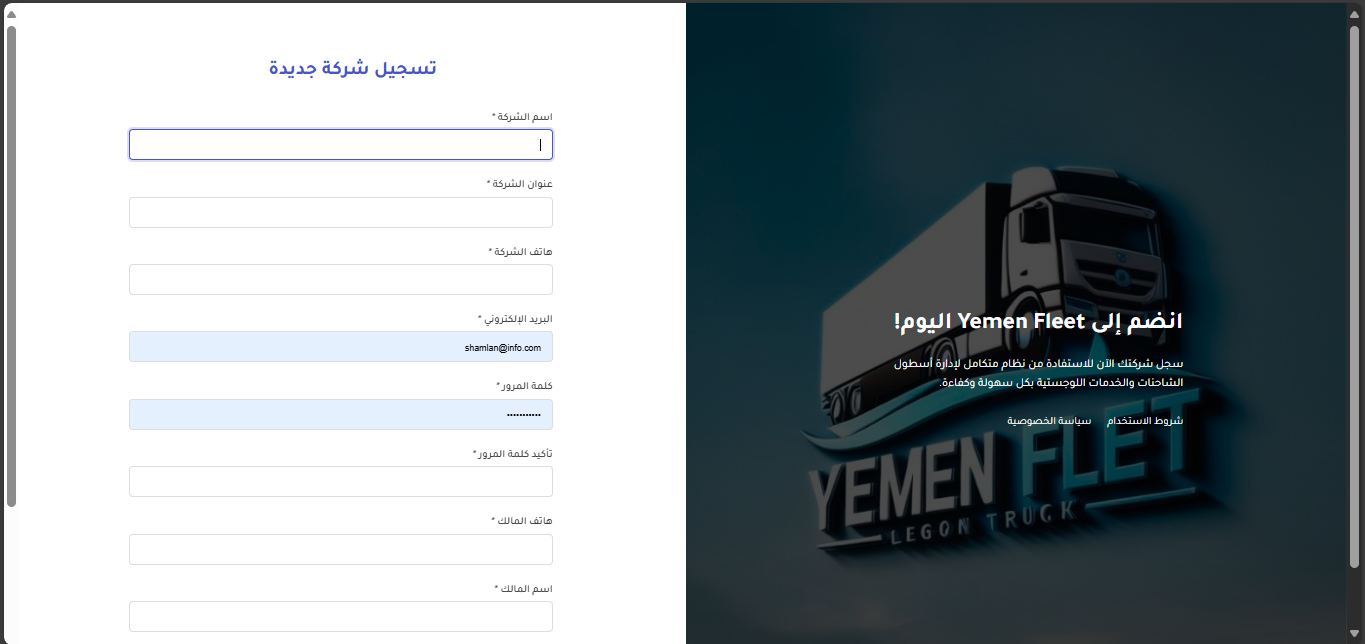 تسجيل شركة جديدة
اسم الشركة *
عنوان الشركة *
هاتف الشركة *
البريد الإلكتروني *
shamlan@info.com
كلمة المرور *
•••••••••••
تأكيد كلمة المرور *
هاتف المالك *
اسم المالك *
انضم إلى Yemen Fleet اليوم!
سجل شركتك الآن للاستفادة من نظام متكامل لإدارة أسطول
الشاحنات والخدمات اللوجستية بكل سهولة وكفاءة.
شروط الاستخدام سياسة الخصوصية
YEMEN FLET
LEGON TRUCK